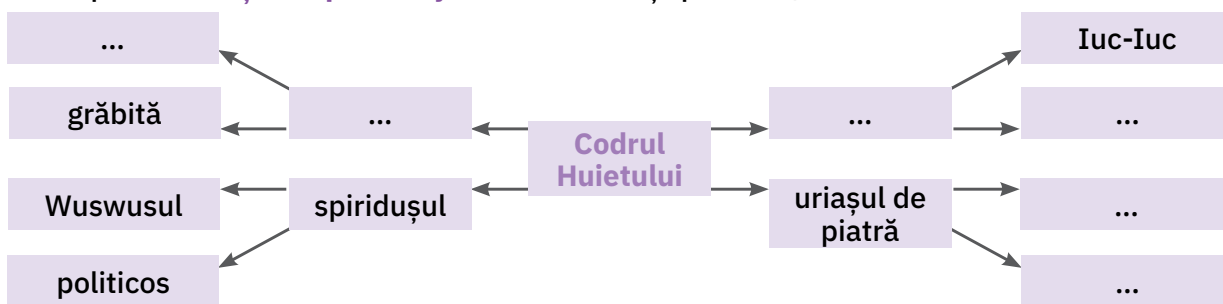 ...
Iuc-Iuc
grăbită
...
...
...
Codrul
Huietului
Wuswusul
spiridușul
uriașul de
piatră
...
politicos
...